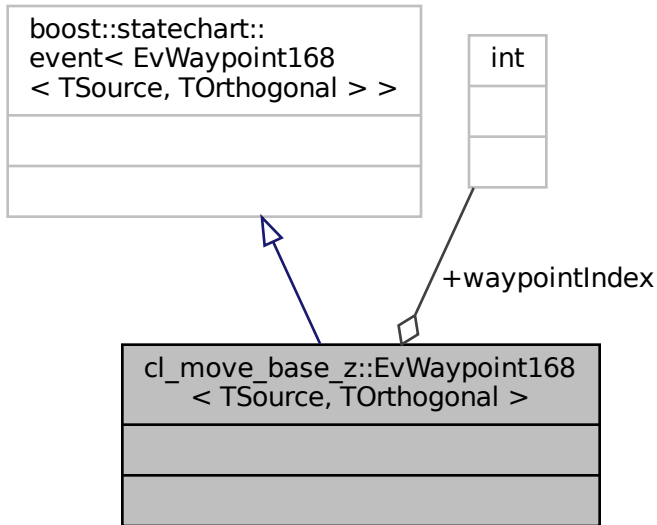 boost::statechart::
event< EvWaypoint168
< TSource, TOrthogonal > >
int
+waypointIndex
cl_move_base_z::EvWaypoint168
< TSource, TOrthogonal >